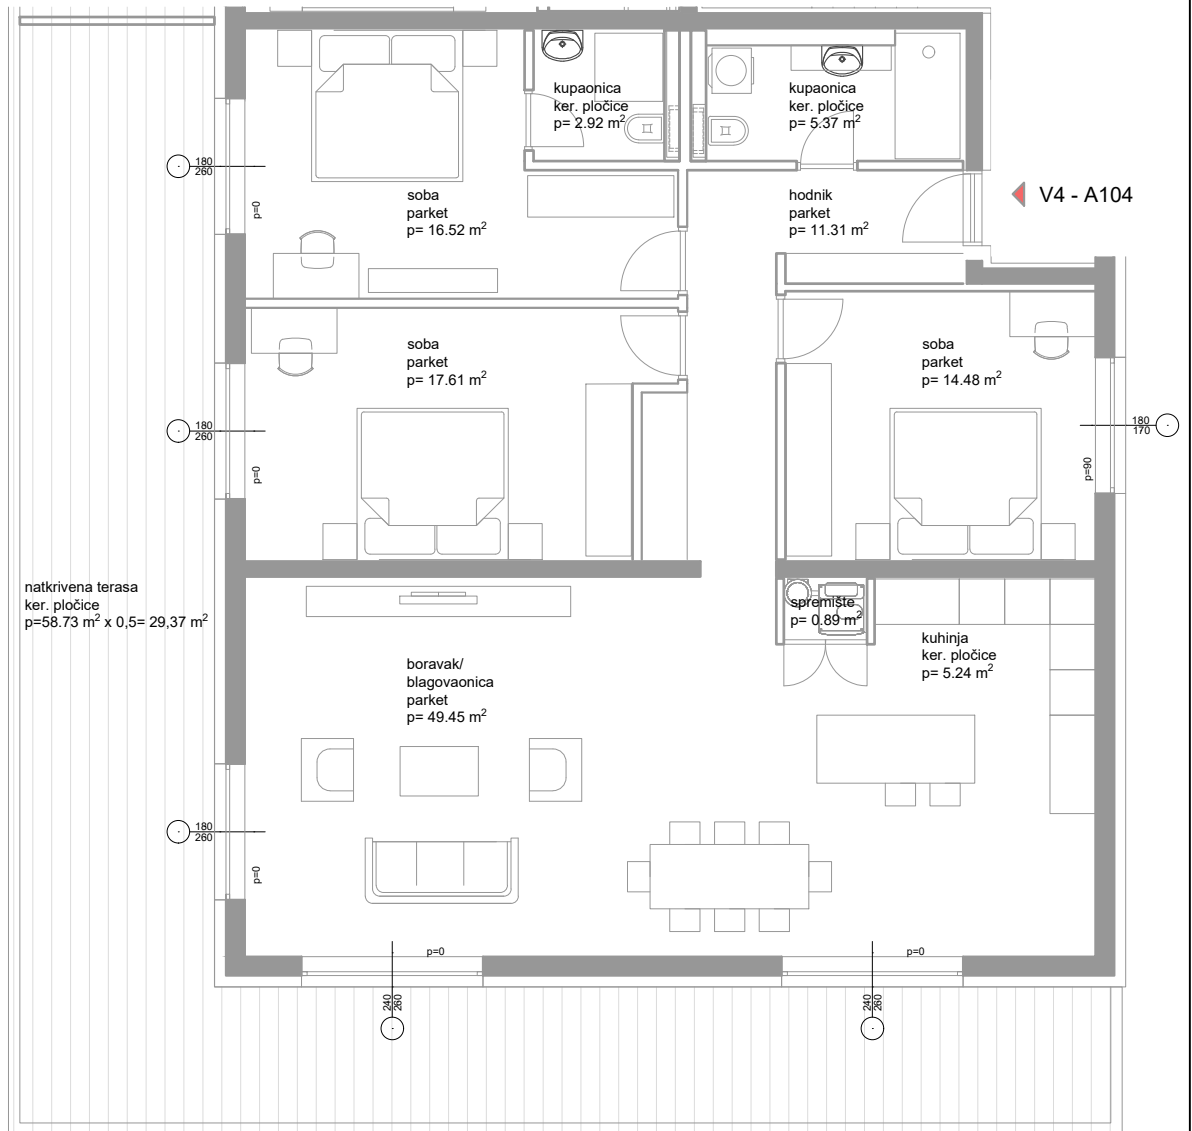 kupaonica
ker. pločice
p= 2.92 m²
kupaonica
ker. pločice
p= 5.37 m²
180
260
p=0
soba
parket
p= 16.52 m²
hodnik
parket
p= 11.31 m²
V4 - A104
soba
parket
p= 17.61 m²
soba
parket
p= 14.48 m²
180
260
p=0
180
170
p=90
natkrivena terasa
ker. pločice
p=58.73 m² x 0,5= 29,37 m²
spremište
p= 0.89 m²
kuhinja
ker. pločice
p= 5.24 m²
boravak/
blagovaonica
parket
p= 49.45 m²
180
260
p=0
p=0
p=0
240
260
240
260